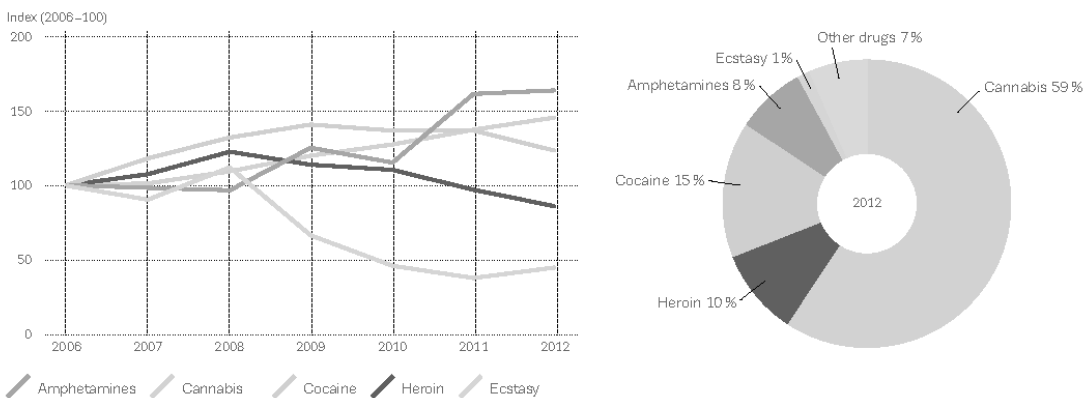 Index (2006–100)
200
150
100
50
0
2006 2007 2008 2009 2010 2011 2012
Amphetamines Cannabis Cocaine Heroin Ecstasy
Other drugs 7%
Ecstasy 1%
Amphetamines 8%
Cannabis 59%
Cocaine 15%
2012
Heroin 10%